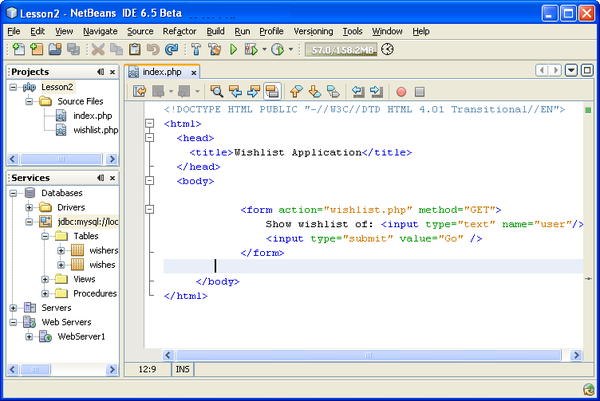 Lesson2 - NetBeans IDE 6.5 Beta
File Edit View Navigate Source Refactor Build Run Profile Versioning Tools Window Help
57.0/158.2MB
Projects
Lesson2
Source Files
index.php
wishlist.php
Services
Databases
Drivers
jdbc:mysql://loc
Tables
wishers
wishes
Views
Procedures
Servers
Web Servers
WebServer1
index.php
<!DOCTYPE HTML PUBLIC "-//W3C//DTD HTML 4.01 Transitional//EN">
<html>
<head>
<title>Wishlist Application</title>
</head>
<body>
<form action="wishlist.php" method="GET">
Show wishlist of: <input type="text" name="user"/>
<input type="submit" value="Go" />
</form>
</body>
</html>
12:9 INS